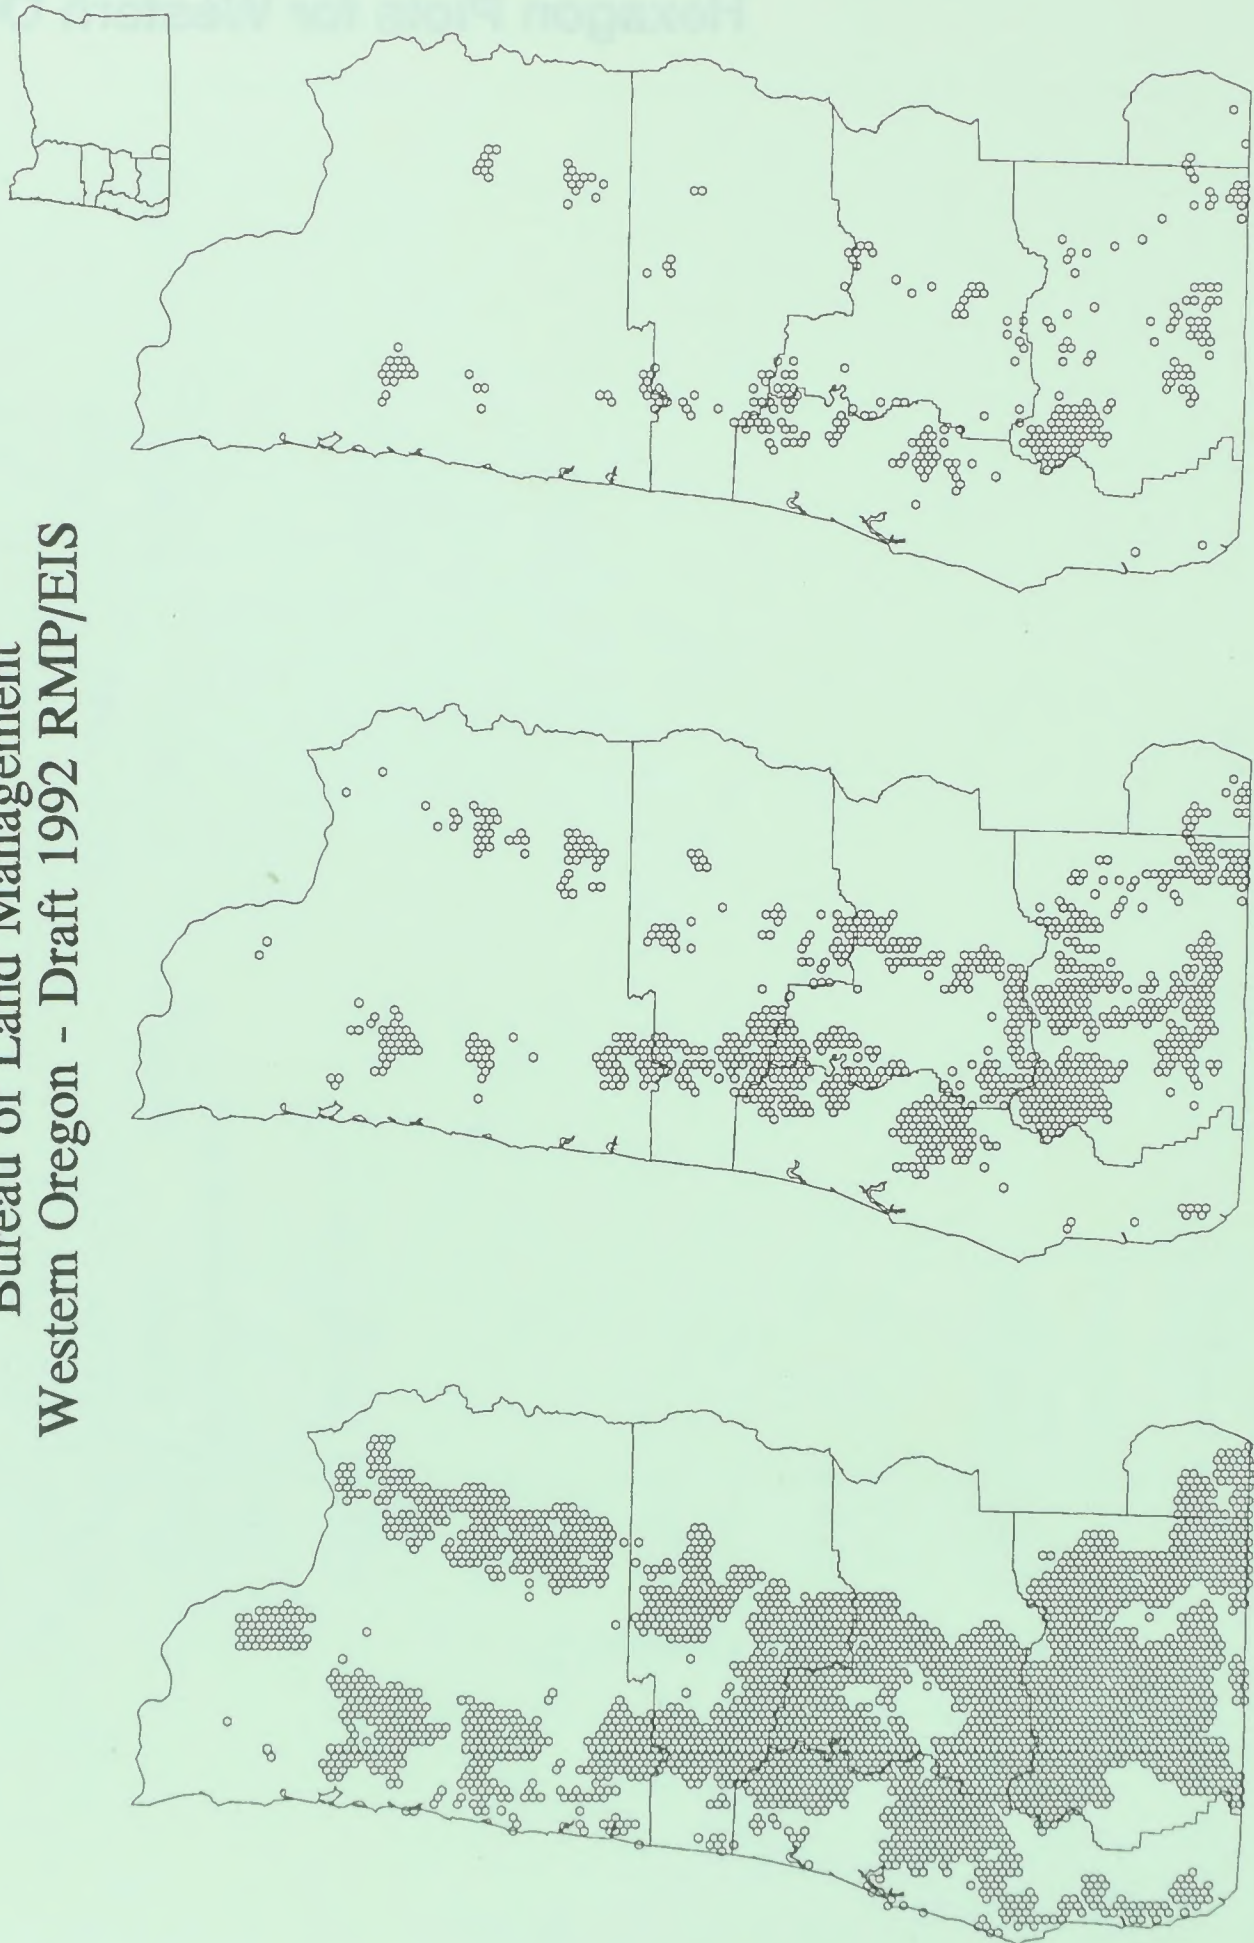 Bureau of Land Management
Western Oregon - Draft 1992 RMP/EIS